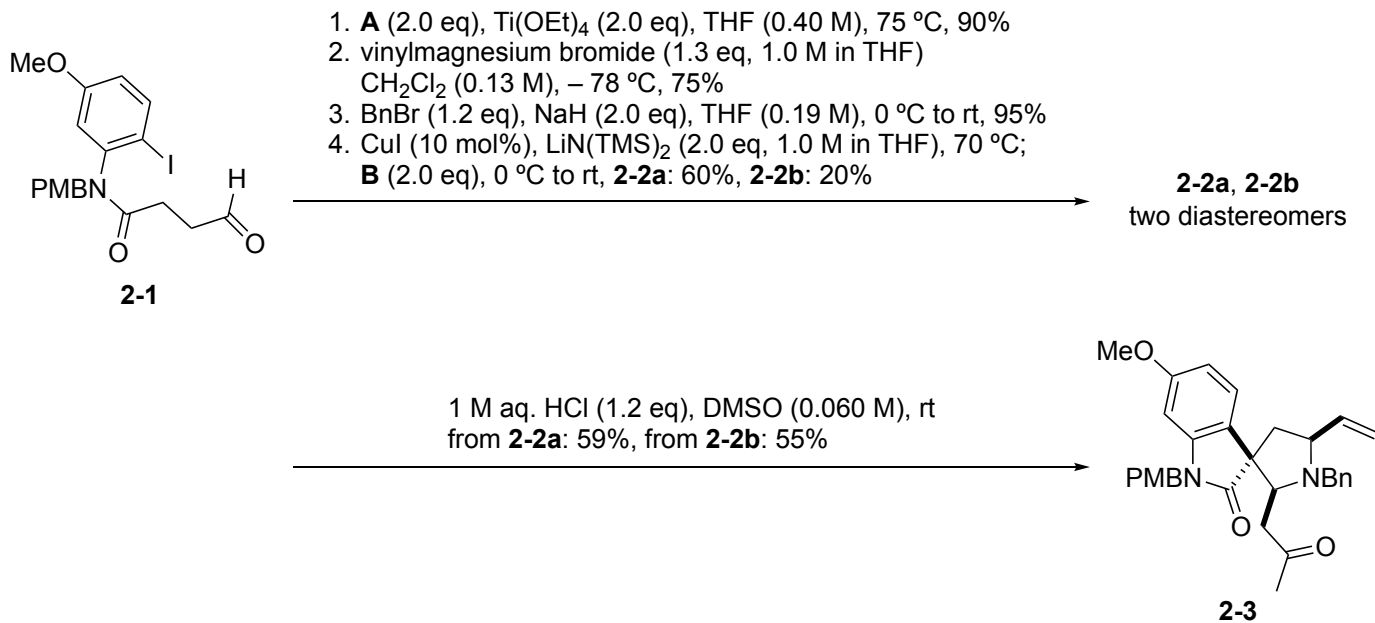 1. A (2.0 eq), Ti(OEt)4 (2.0 eq), THF (0.40 M), 75 ºC, 90%
2. vinylmagnesium bromide (1.3 eq, 1.0 M in THF)
CH2Cl2 (0.13 M), – 78 ºC, 75%
3. BnBr (1.2 eq), NaH (2.0 eq), THF (0.19 M), 0 ºC to rt, 95%
4. CuI (10 mol%), LiN(TMS)2 (2.0 eq, 1.0 M in THF), 70 ºC;
B (2.0 eq), 0 ºC to rt, 2-2a: 60%, 2-2b: 20%
MeO
I
H
PMBN
O
O
2-1
2-2a, 2-2b
two diastereomers
1 M aq. HCl (1.2 eq), DMSO (0.060 M), rt
from 2-2a: 59%, from 2-2b: 55%
MeO
PMBN
NBn
O
O
2-3